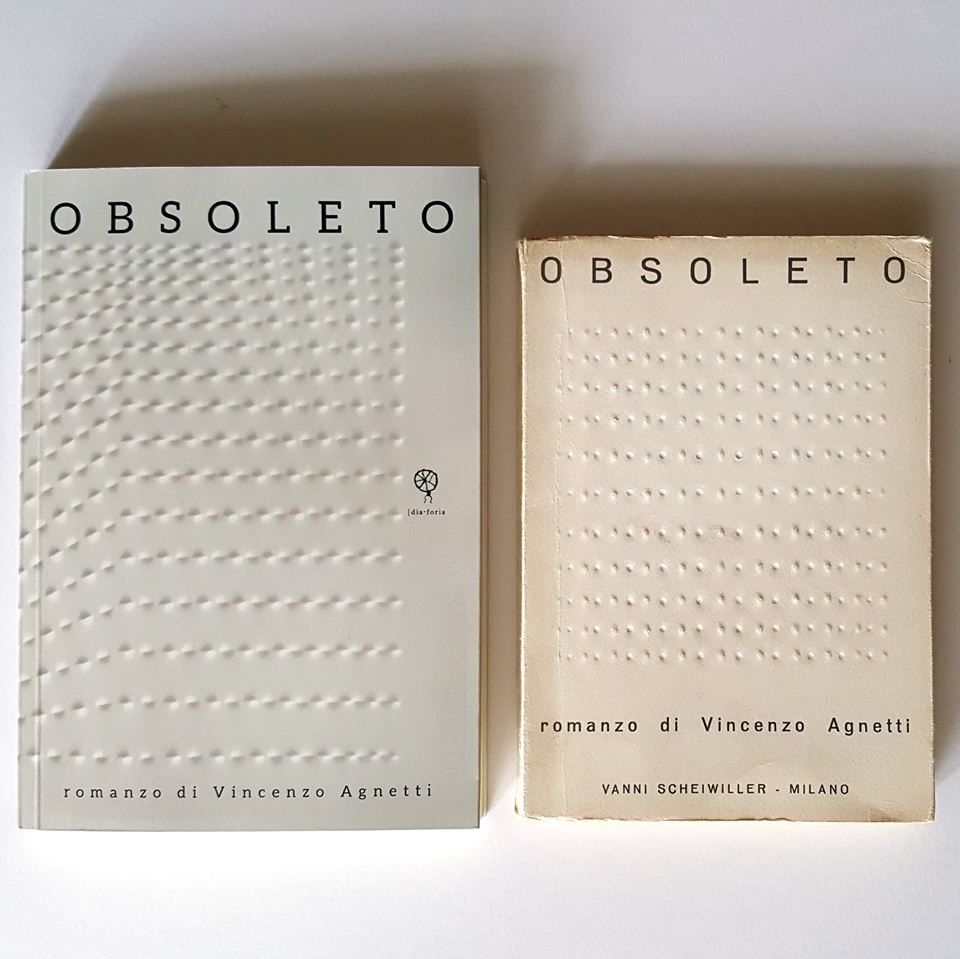 OBSOLETO
[dia•foria
romanzo di Vincenzo Agnetti
OBSOLETO
romanzo di Vincenzo Agnetti
VANNI SCHEIWILLER - MILANO